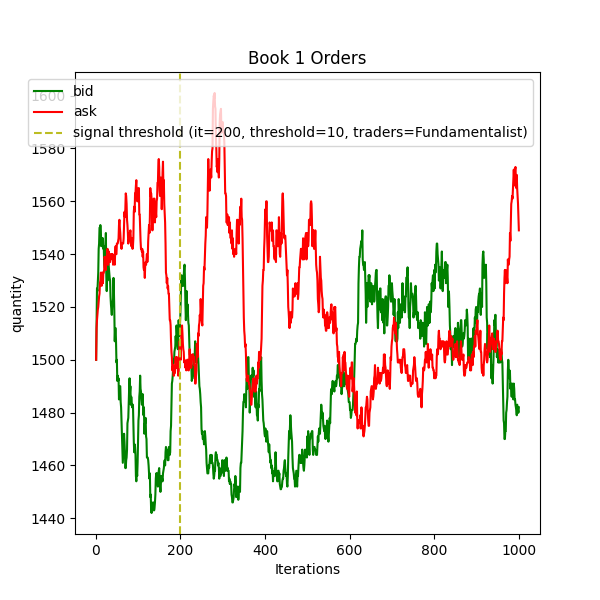 Book 1 Orders
bid
ask
signal threshold (it=200, threshold=10, traders=Fundamentalist)
1600
1580
1560
1540
1520
1500
1480
1460
1440
quantity
0 200 400 600 800 1000
Iterations